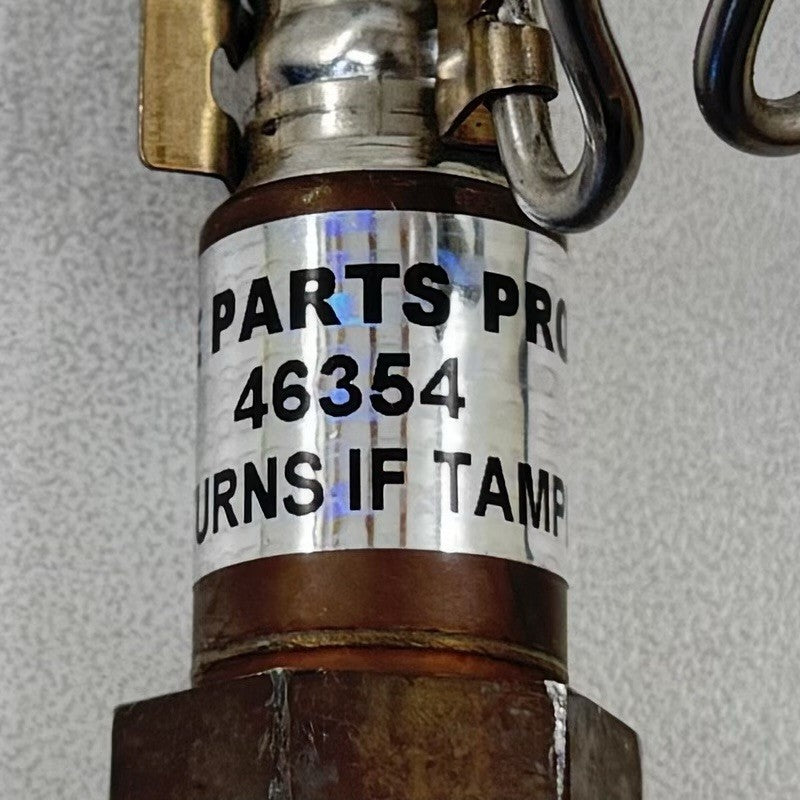 PARTS PRO
46354
URNS IF TAMP